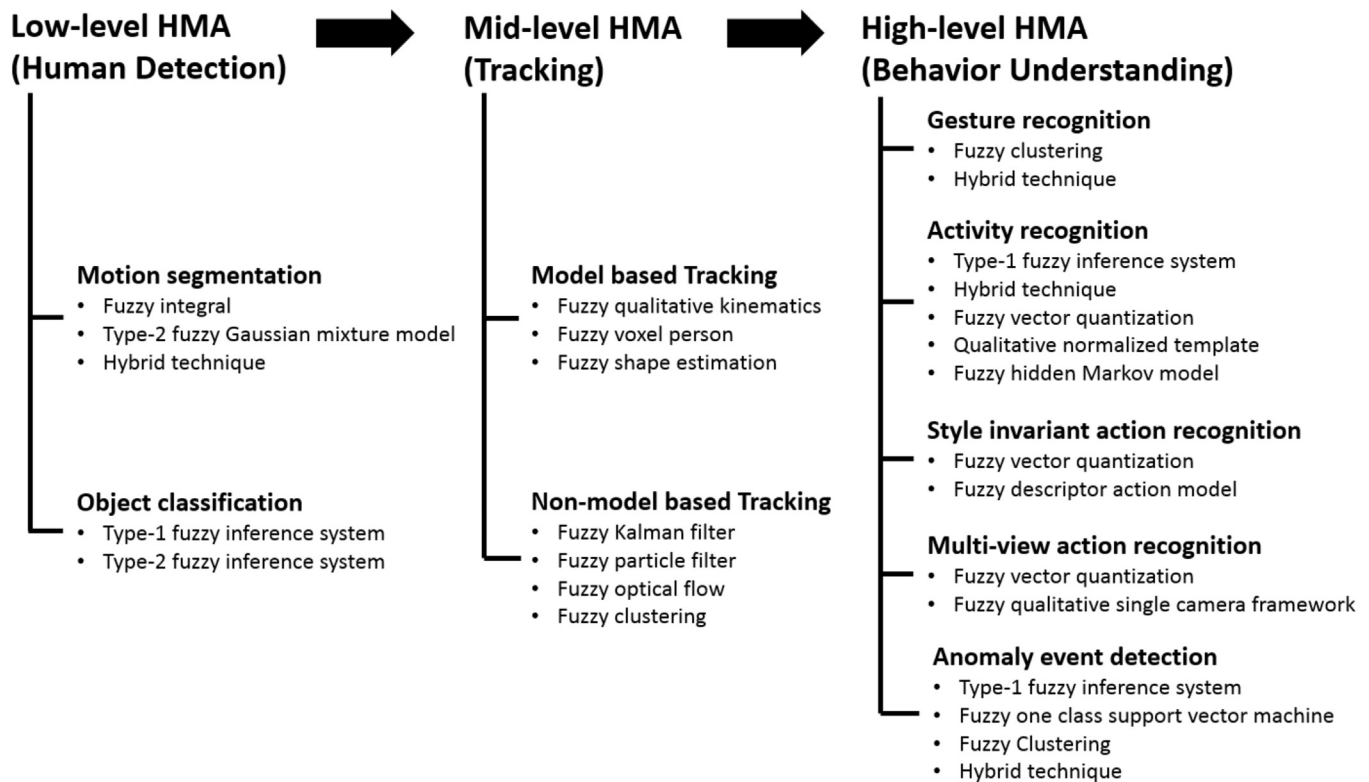 Low-level HMA
(Human Detection)
Motion segmentation
• Fuzzy integral
• Type-2 fuzzy Gaussian mixture model
• Hybrid technique
Object classification
• Type-1 fuzzy inference system
• Type-2 fuzzy inference system
Mid-level HMA
(Tracking)
Model based Tracking
• Fuzzy qualitative kinematics
• Fuzzy voxel person
• Fuzzy shape estimation
Non-model based Tracking
• Fuzzy Kalman filter
• Fuzzy particle filter
• Fuzzy optical flow
• Fuzzy clustering
High-level HMA
(Behavior Understanding)
Gesture recognition
• Fuzzy clustering
• Hybrid technique
Activity recognition
• Type-1 fuzzy inference system
• Hybrid technique
• Fuzzy vector quantization
• Qualitative normalized template
• Fuzzy hidden Markov model
Style invariant action recognition
• Fuzzy vector quantization
• Fuzzy descriptor action model
Multi-view action recognition
• Fuzzy vector quantization
• Fuzzy qualitative single camera framework
Anomaly event detection
• Type-1 fuzzy inference system
• Fuzzy one class support vector machine
• Fuzzy Clustering
• Hybrid technique